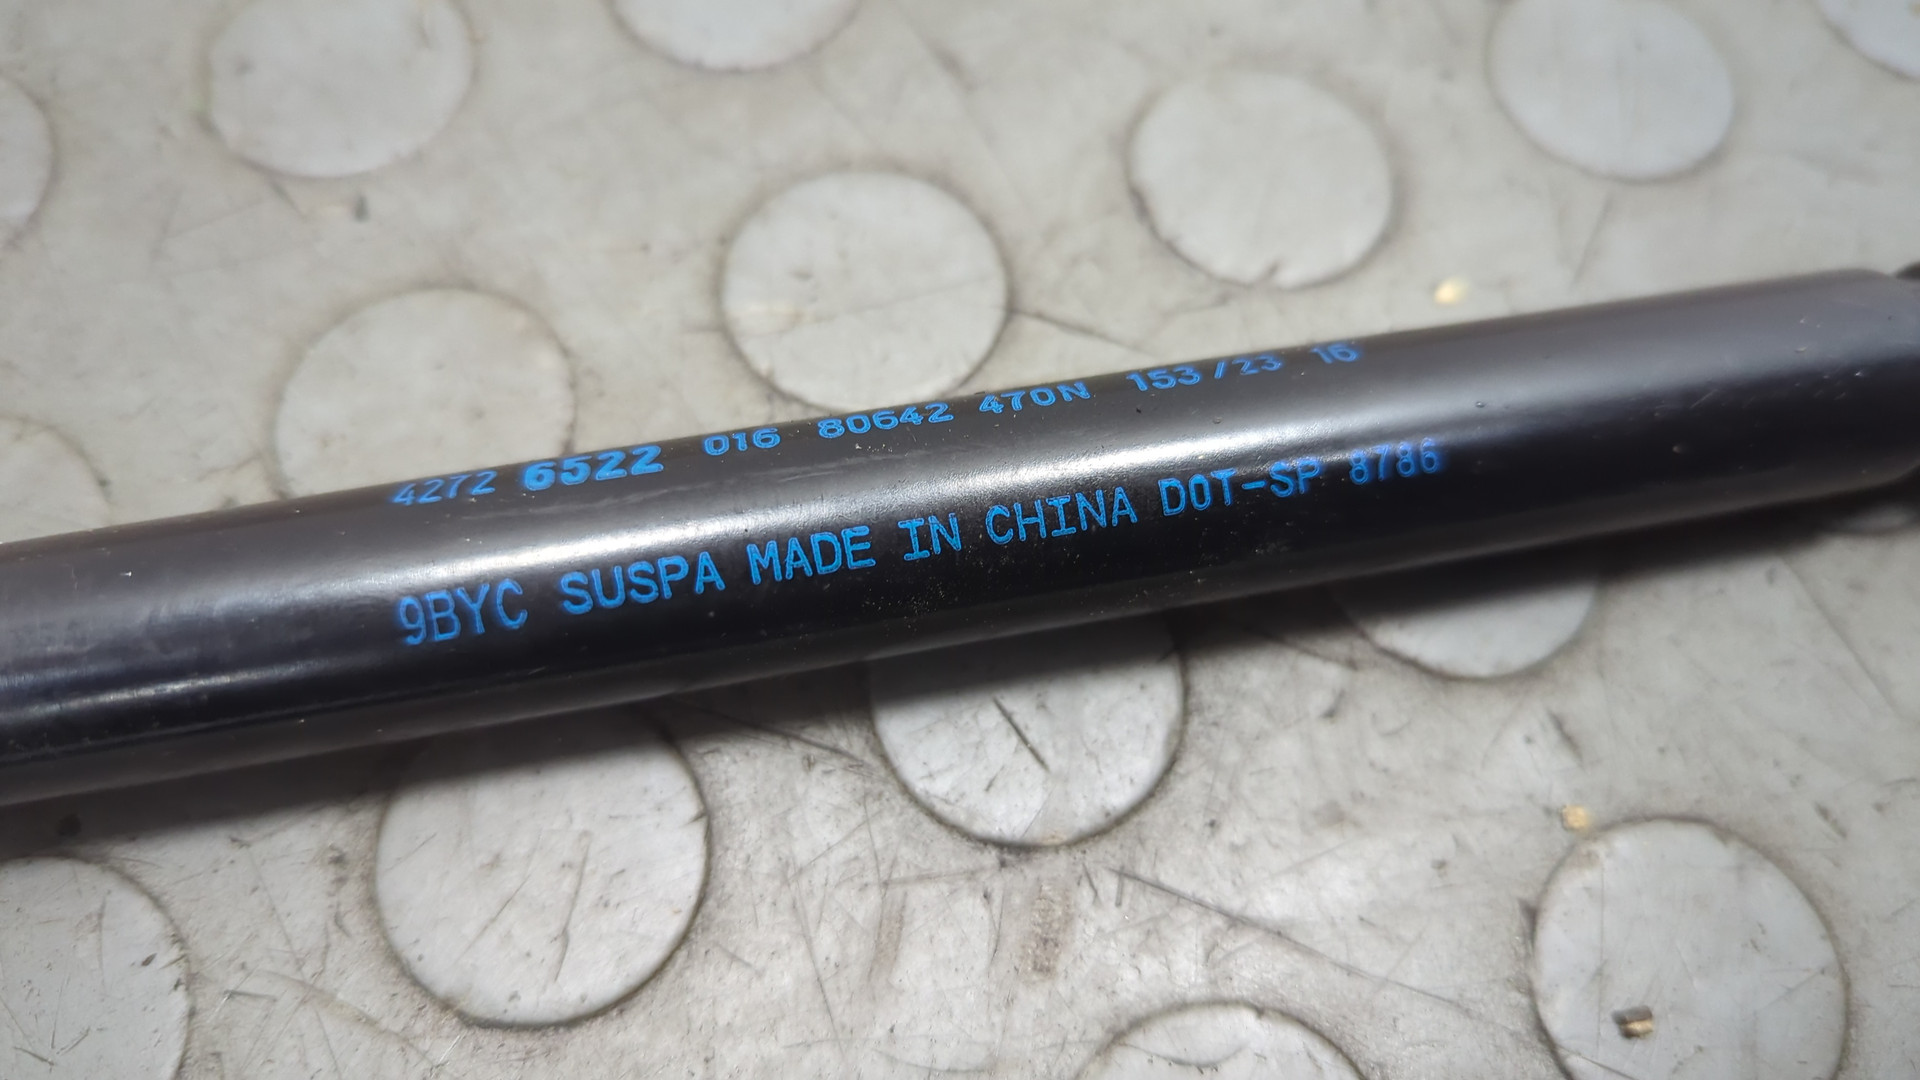 4272 6522 016 80642 470N 153/23 16
9BYC SUSPA MADE IN CHINA DOT-SP 8786